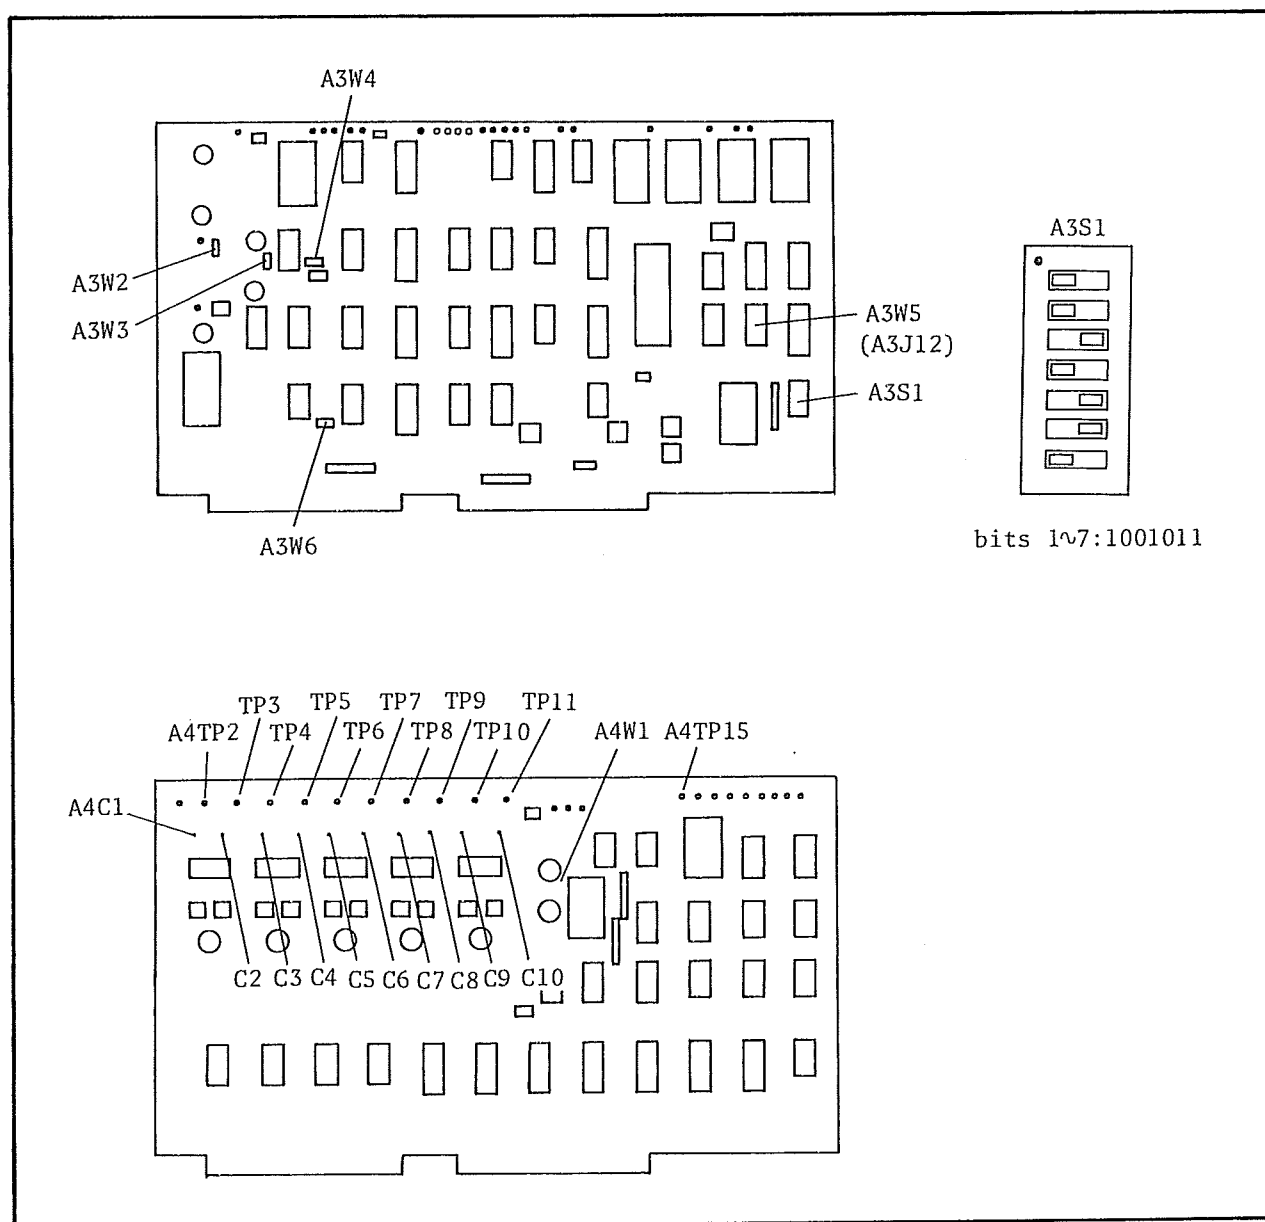 A3W4
A3S1
A3W2
A3W3
A3W5
(A3J12)
A3S1
A3W6
bits 1∿7:1001011
TP3 TP5 TP7 TP9 TP11
A4TP2 TP4 TP6 TP8 TP10 A4W1 A4TP15
A4C1
C2 C3 C4 C5 C6 C7 C8 C9 C10